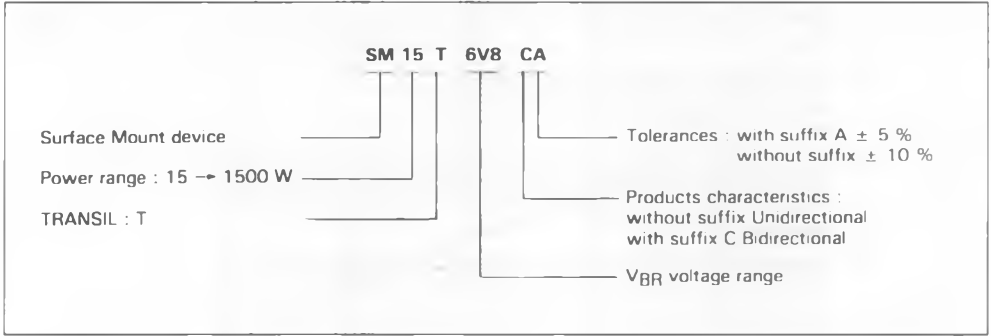 SM 15 T 6V8 CA
Surface Mount device
Power range : 15 → 1500 W
TRANSIL : T
Tolerances : with suffix A ± 5 %
without suffix ± 10 %
Products characteristics :
without suffix Unidirectional
with suffix C Bidirectional
VBR voltage range